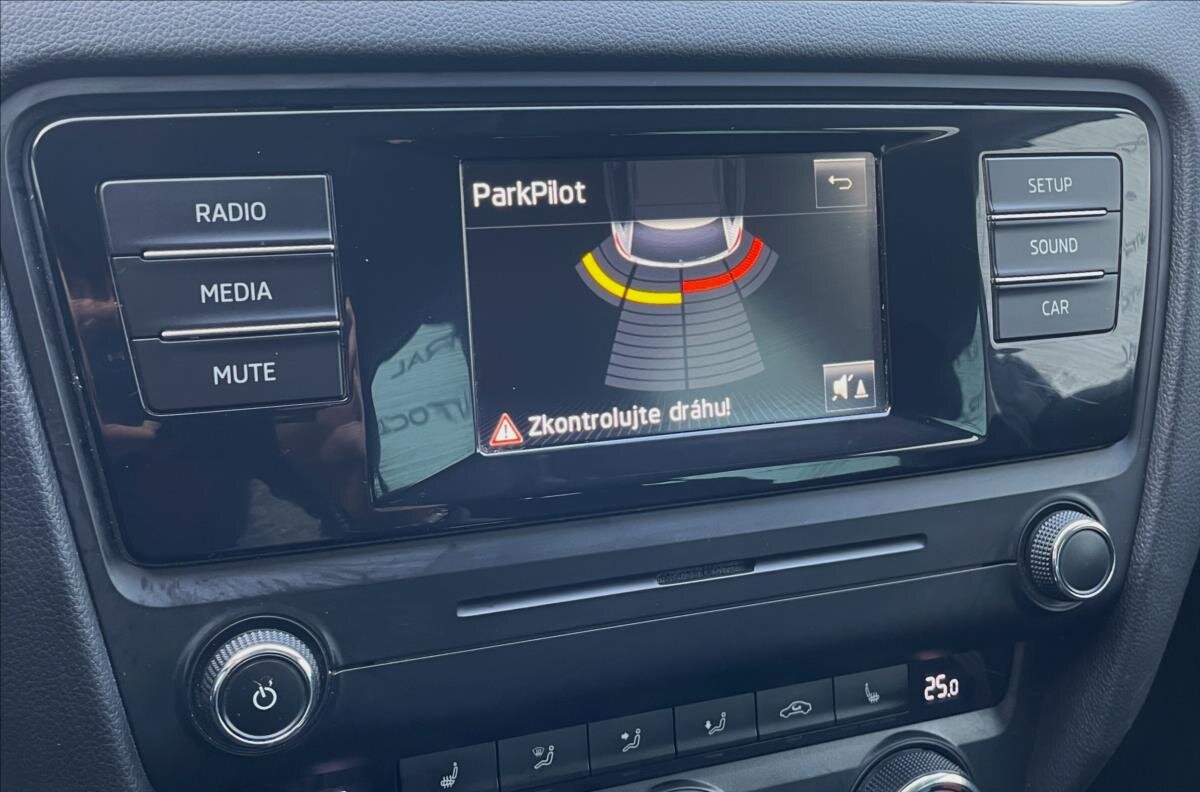 RADIO
MEDIA
MUTE
ParkPilot
Zkontrolujte dráhu!
SETUP
SOUND
CAR
25.0